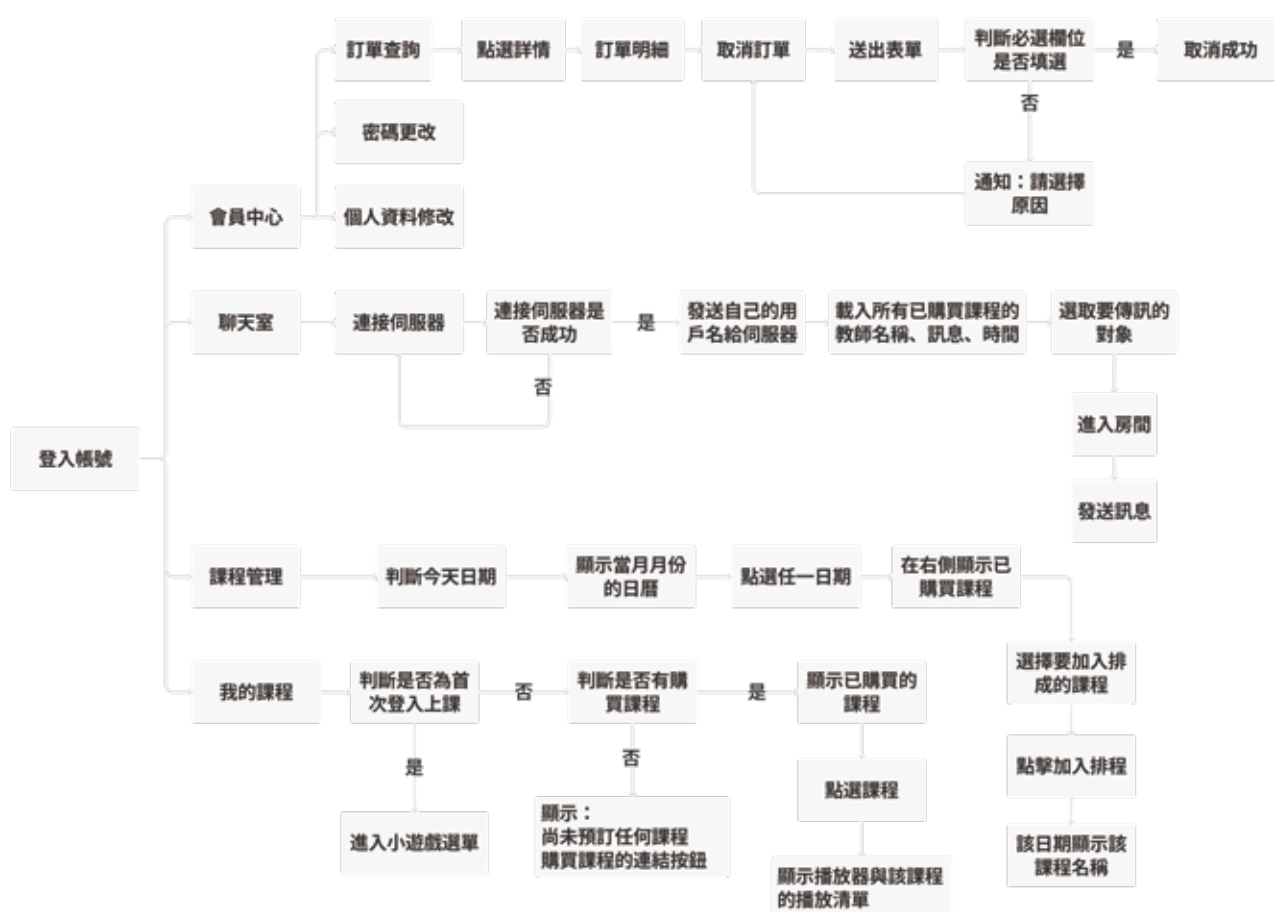 訂單查詢
點選詳情
訂單明細
取消訂單
送出表單
判斷必選欄位
是否填選
是
取消成功
否
通知：請選擇
原因
密碼更改
會員中心
個人資料修改
聊天室
連接伺服器
連接伺服器是
否成功
是
發送自己的用
戶名給伺服器
載入所有已購買課程的
教師名稱、訊息、時間
選取要傳訊的
對象
否
進入房間
發送訊息
登入帳號
課程管理
判斷今天日期
顯示當月月份
的日曆
點選任一日期
在右側顯示已
購買課程
選擇要加入排
成的課程
點擊加入排程
該日期顯示該
課程名稱
我的課程
判斷是否為首
次登入上課
否
判斷是否有購
買課程
是
顯示已購買的
課程
是
否
進入小遊戲選單
顯示：
尚未預訂任何課程
購買課程的連結按鈕
點選課程
顯示播放器與該課程
的播放清單